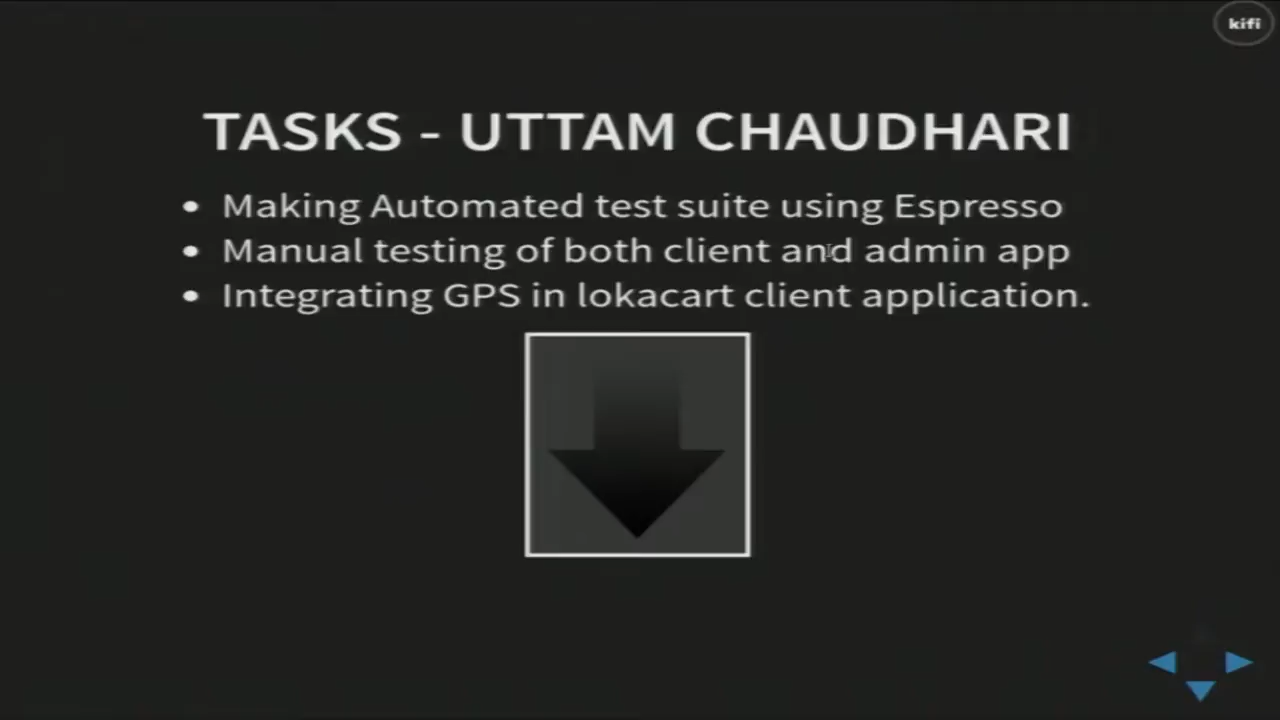 kifi
TASKS - UTTAM CHAUDHARI
Making Automated test suite using Espresso
Manual testing of both client and admin app
Integrating GPS in lokacart client application.